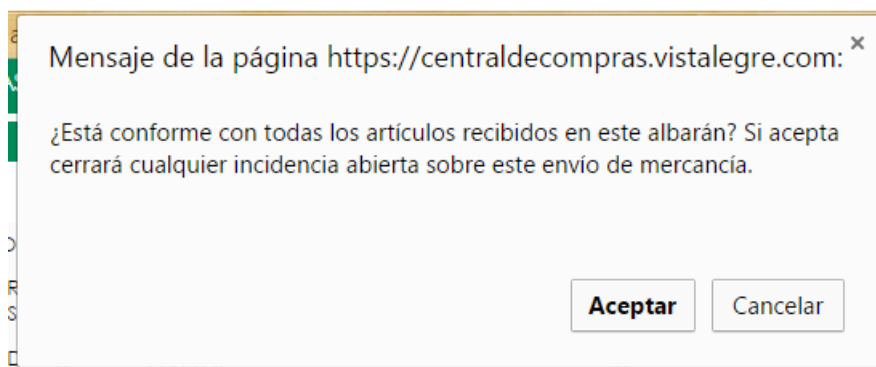 Mensaje de la página https://centraldecompras.vistalegre.com:
¿Está conforme con todas los artículos recibidos en este albarán? Si acepta
cerrará cualquier incidencia abierta sobre este envío de mercancía.
Aceptar Cancelar